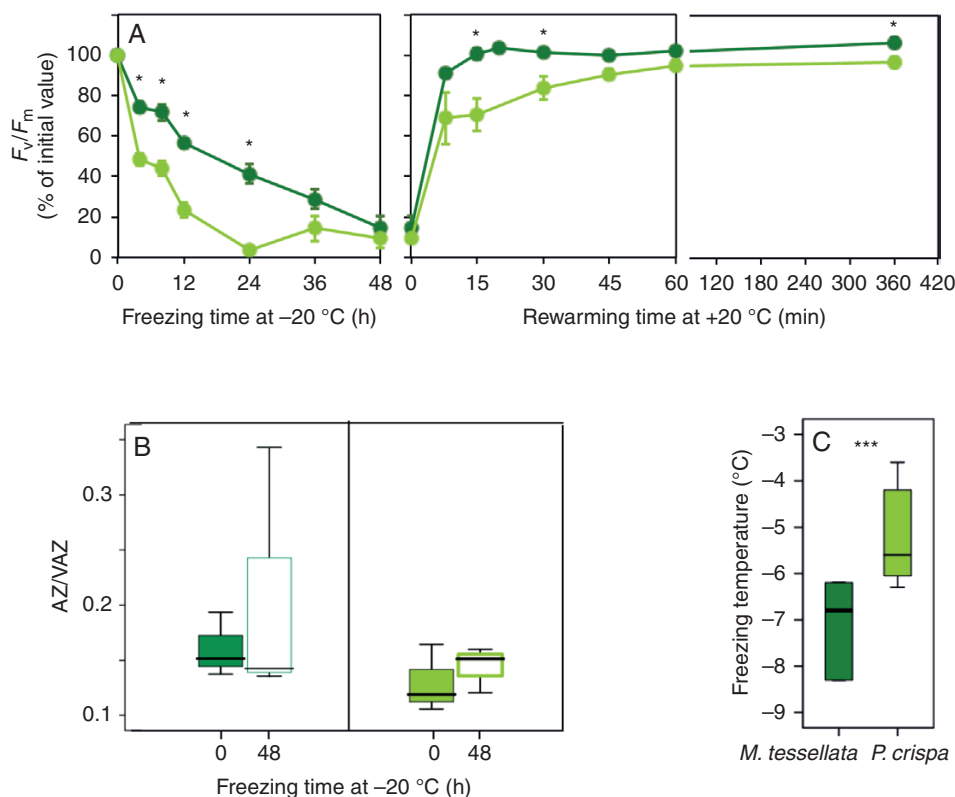 A
100
80
60
40
20
0
Fv/Fm
(% of initial value)
* * * * * * *
0 12 24 36 48 0 15 30 45 60 120 180 240 300 360 420
Freezing time at –20 °C (h)
Rewarming time at +20 °C (min)
B
0.3
0.2
0.1
AZ/VAZ
0 48 0 48
Freezing time at –20 °C (h)
C
***
–3
–4
–5
–6
–7
–8
–9
Freezing temperature (°C)
M. tessellata P. crispa